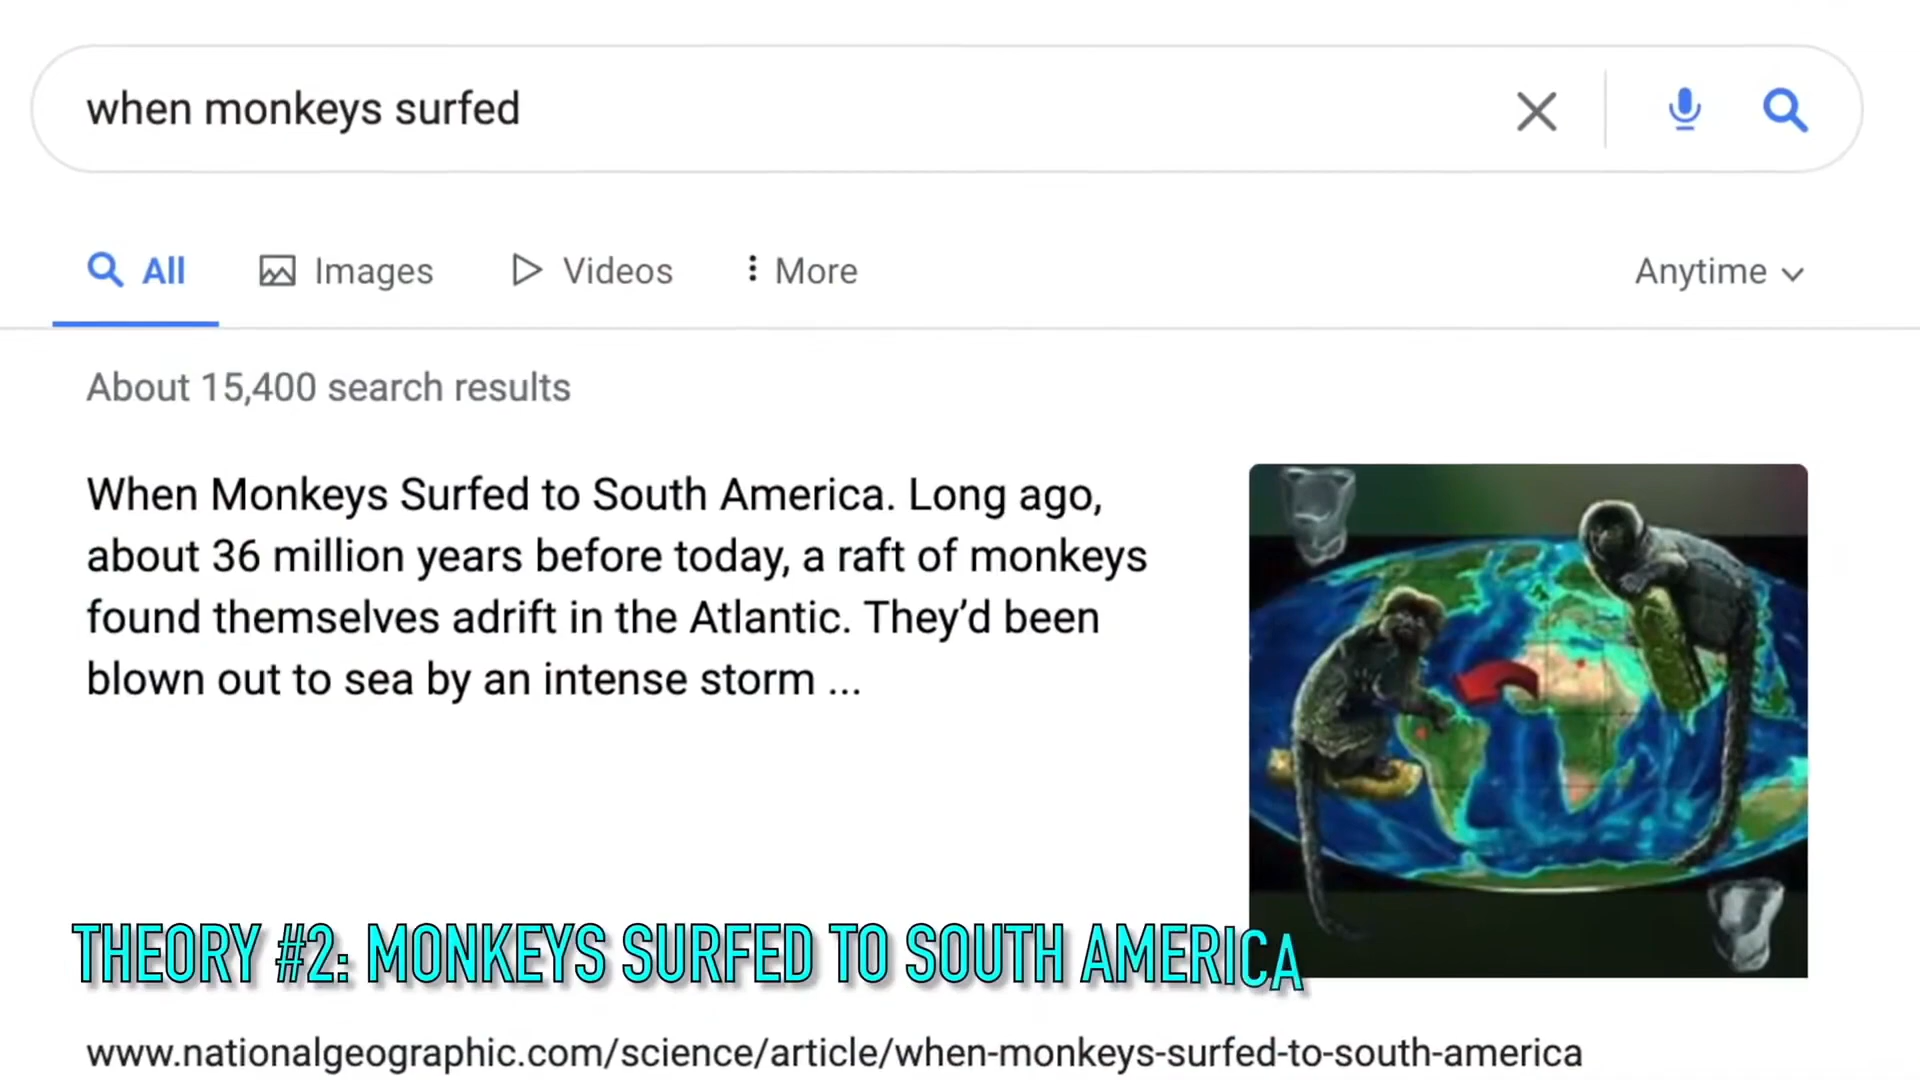 when monkeys surfed
All Images Videos More Anytime
About 15,400 search results
When Monkeys Surfed to South America. Long ago,
about 36 million years before today, a raft of monkeys
found themselves adrift in the Atlantic. They’d been
blown out to sea by an intense storm ...
THEORY #2: MONKEYS SURFED TO SOUTH AMERICA
www.nationalgeographic.com/science/article/when-monkeys-surfed-to-south-america